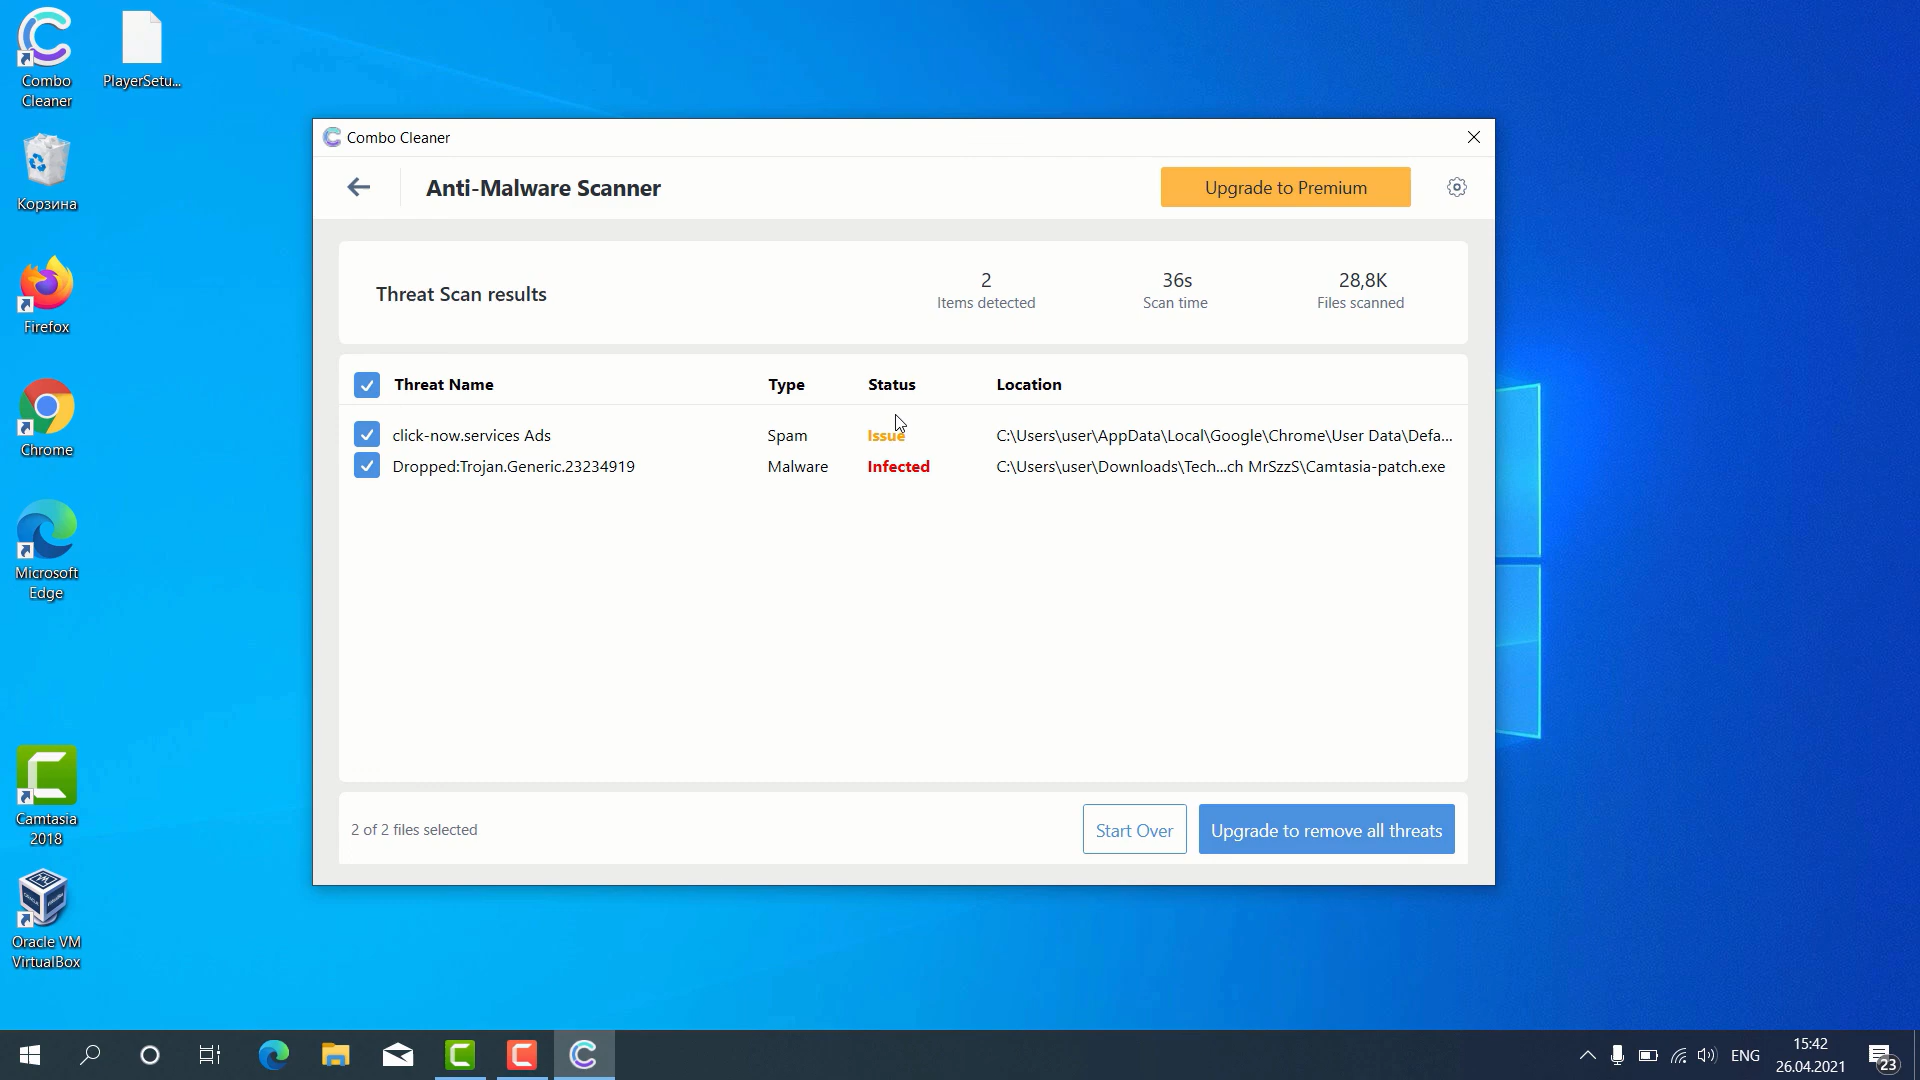 Combo
Cleaner
PlayerSetu...
Корзина
Firefox
Chrome
Microsoft
Edge
Camtasia
2018
Oracle VM
VirtualBox
Combo Cleaner
Anti-Malware Scanner
Upgrade to Premium
Threat Scan results
2
Items detected
36s
Scan time
28,8K
Files scanned
Threat Name Type Status Location
click-now.services Ads Spam Issue C:\Users\user\AppData\Local\Google\Chrome\User Data\Defa...
Dropped:Trojan.Generic.23234919 Malware Infected C:\Users\user\Downloads\Tech...ch MrSzzS\Camtasia-patch.exe
2 of 2 files selected
Start Over
Upgrade to remove all threats
ENG
15:42
26.04.2021
23